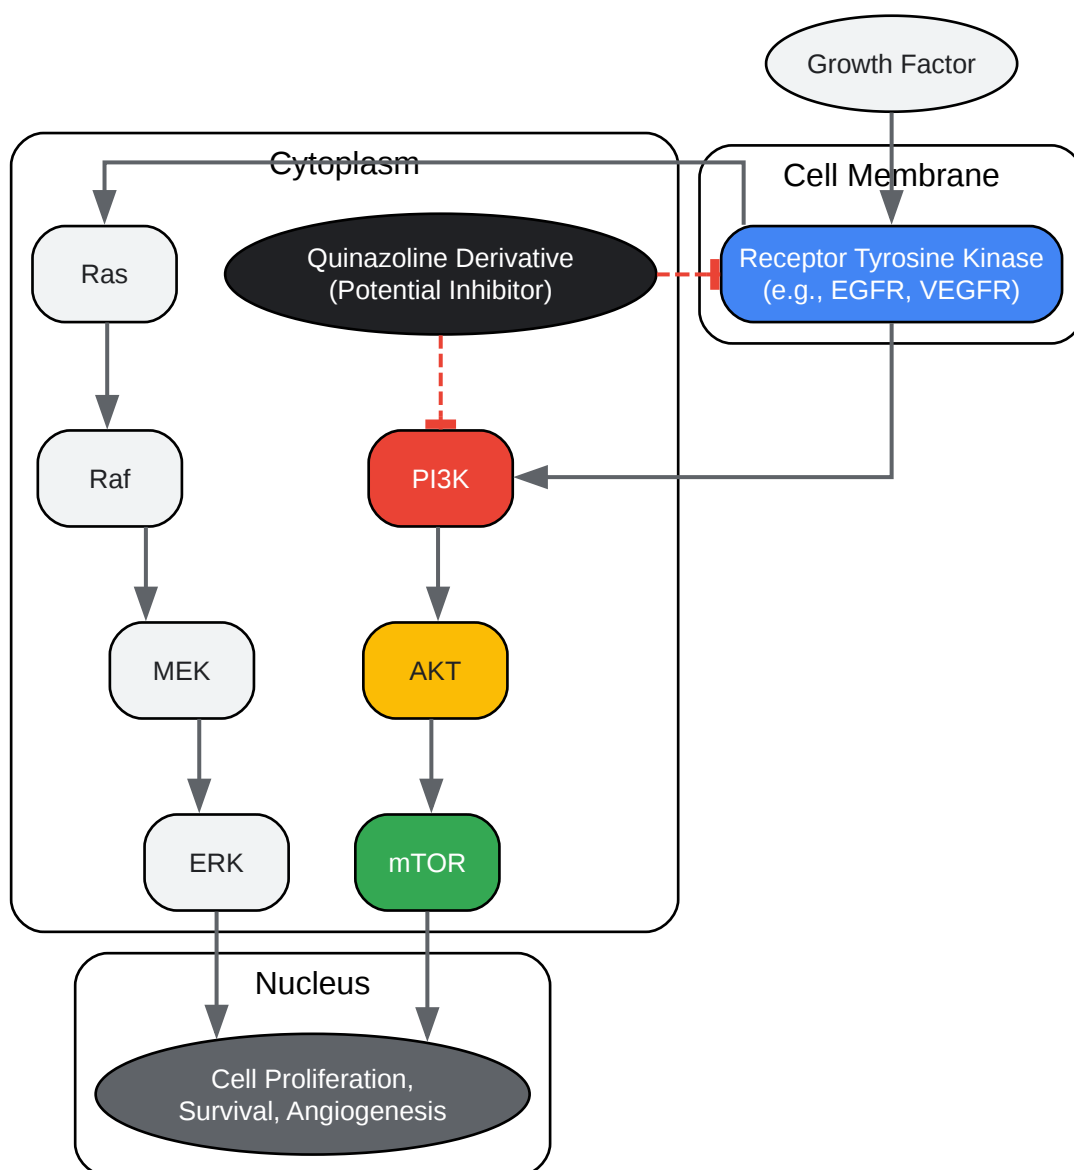 Growth Factor
Cytoplasm
Cell Membrane
Ras
Quinazoline Derivative
(Potential Inhibitor)
Receptor Tyrosine Kinase
(e.g., EGFR, VEGFR)
Raf
PI3K
MEK
AKT
ERK
mTOR
Nucleus
Cell Proliferation,
Survival, Angiogenesis